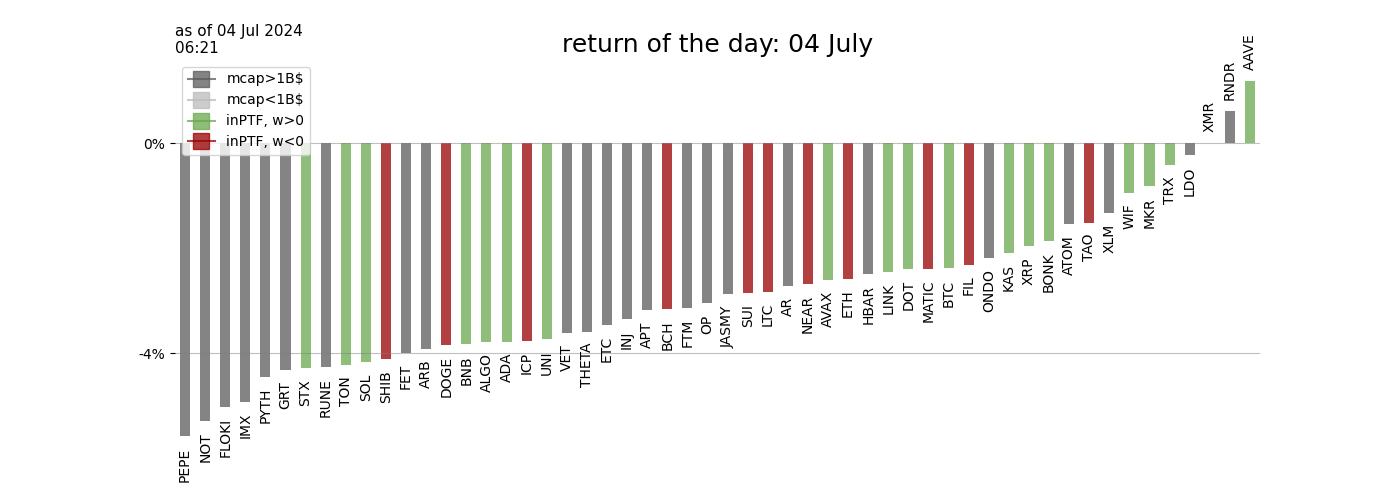 as of 04 Jul 2024
06:21
return of the day: 04 July
mcap>1B$
mcap<1B$
inPTF, w>0
inPTF, w<0
0%
-4%
PEPE
NOT
FLOKI
IMX
PYTH
GRT
STX
RUNE
TON
SOL
SHIB
FET
ARB
DOGE
BNB
ALGO
ADA
ICP
UNI
VET
THETA
ETC
INJ
APT
BCH
FTM
OP
JASMY
SUI
LTC
AR
NEAR
AVAX
ETH
HBAR
LINK
DOT
MATIC
BTC
FIL
ONDO
KAS
XRP
BONK
ATOM
TAO
XLM
WIF
MKR
TRX
LDO
XMR
RNDR
AAVE